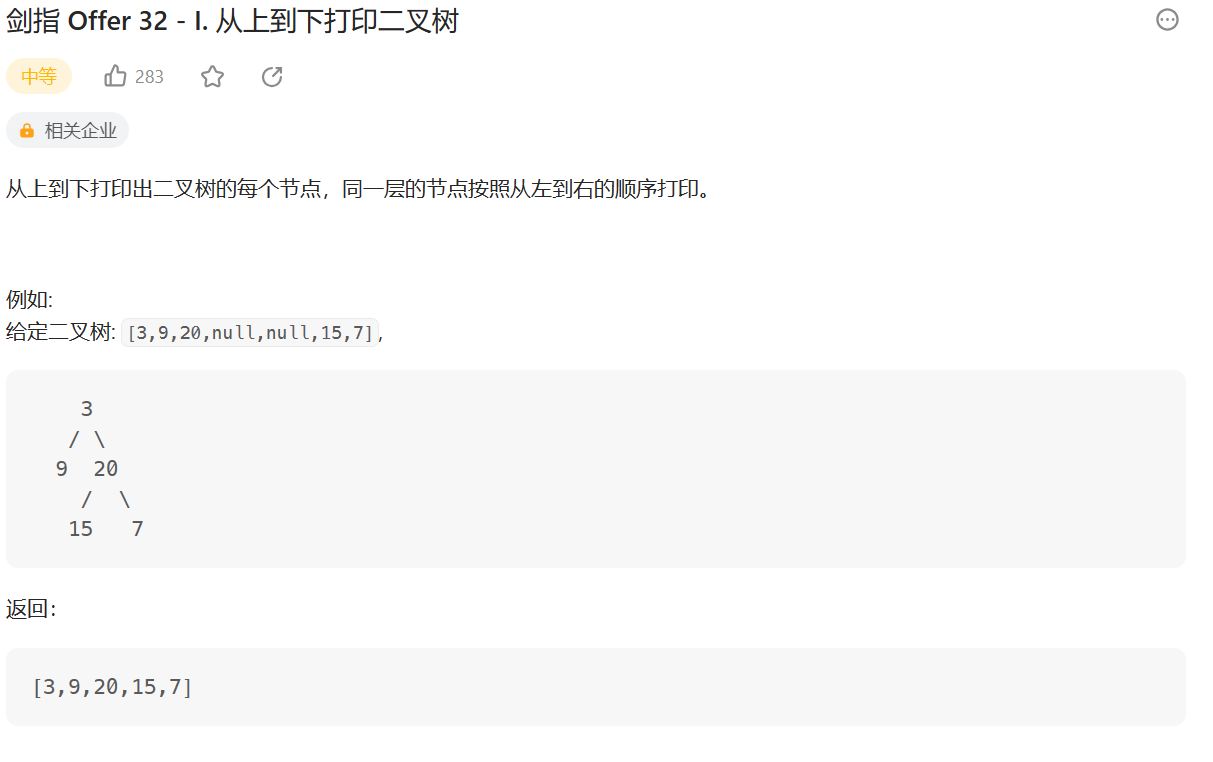 剑指 Offer 32 - I. 从上到下打印二叉树
中等 283
相关企业
从上到下打印出二叉树的每个节点，同一层的节点按照从左到右的顺序打印。
例如:
给定二叉树: [3,9,20,null,null,15,7],
3
/ \
9 20
/ \
15 7
返回：
[3,9,20,15,7]